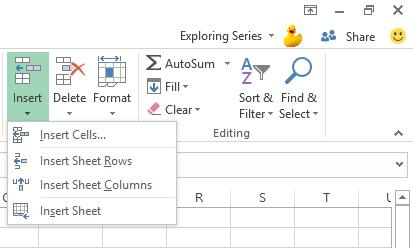 Exploring Series
Share
Insert
Delete
Format
AutoSum
Fill
Clear
Sort &
Filter
Find &
Select
Editing
Insert Cells...
Insert Sheet Rows
Insert Sheet Columns
Insert Sheet
R
S
T